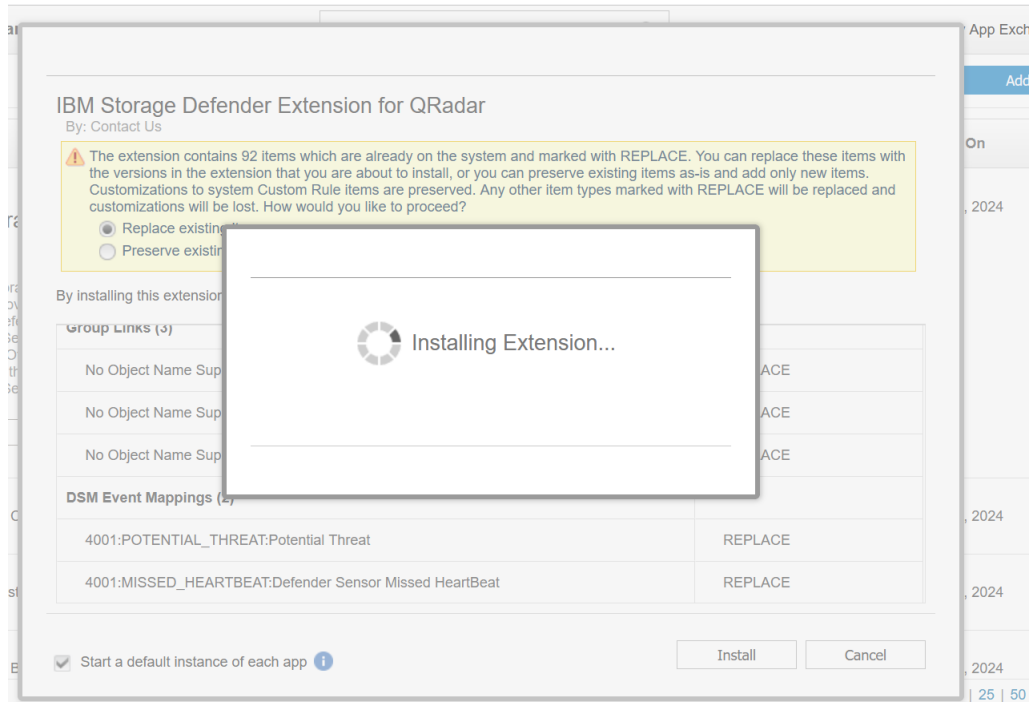 App Exch
Add
IBM Storage Defender Extension for QRadar
By: Contact Us
The extension contains 92 items which are already on the system and marked with REPLACE. You can replace these items with
the versions in the extension that you are about to install, or you can preserve existing items as-is and add only new items.
Customizations to system Custom Rule items are preserved. Any other item types marked with REPLACE will be replaced and
customizations will be lost. How would you like to proceed?
On
, 2024
Replace existing
Preserve existin
By installing this extension
Installing Extension...
Group Links (3)
No Object Name Sup
ACE
No Object Name Sup
ACE
No Object Name Sup
ACE
DSM Event Mappings (2)
4001:POTENTIAL_THREAT:Potential Threat REPLACE
, 2024
4001:MISSED_HEARTBEAT:Defender Sensor Missed HeartBeat REPLACE
, 2024
Start a default instance of each app
Install Cancel
, 2024
| 25 | 50